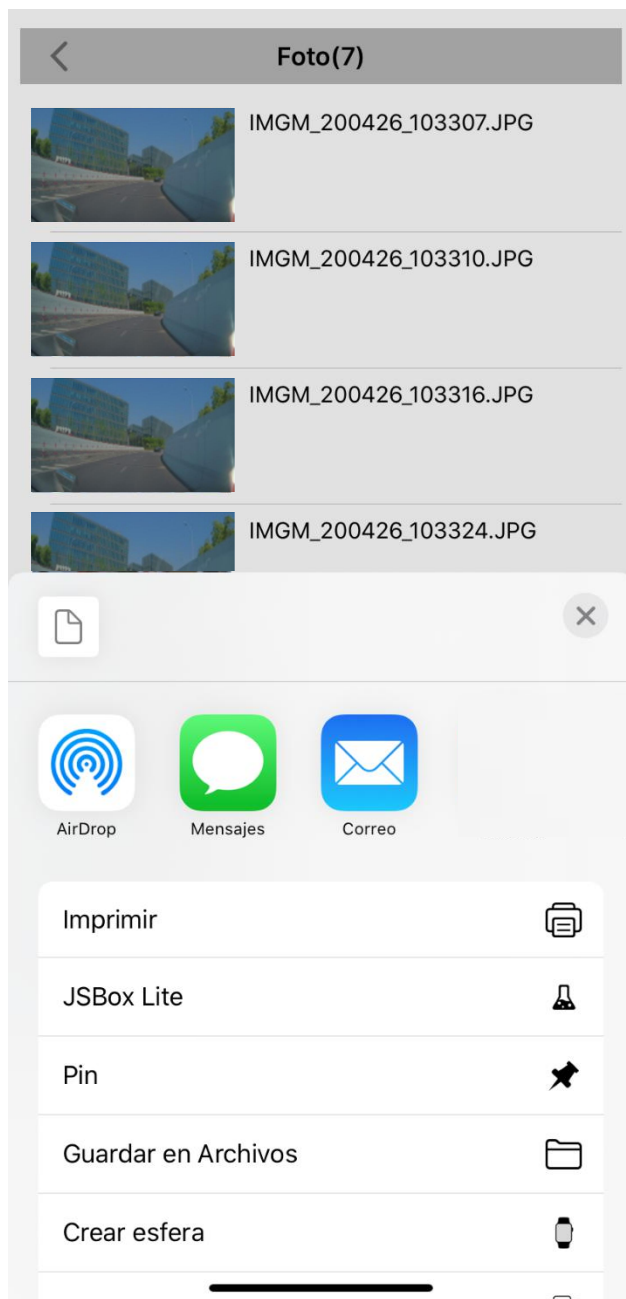 Foto(7)
IMGM_200426_103307.JPG
IMGM_200426_103310.JPG
IMGM_200426_103316.JPG
IMGM_200426_103324.JPG
AirDrop Mensajes Correo
Imprimir
JSBox Lite
Pin
Guardar en Archivos
Crear esfera